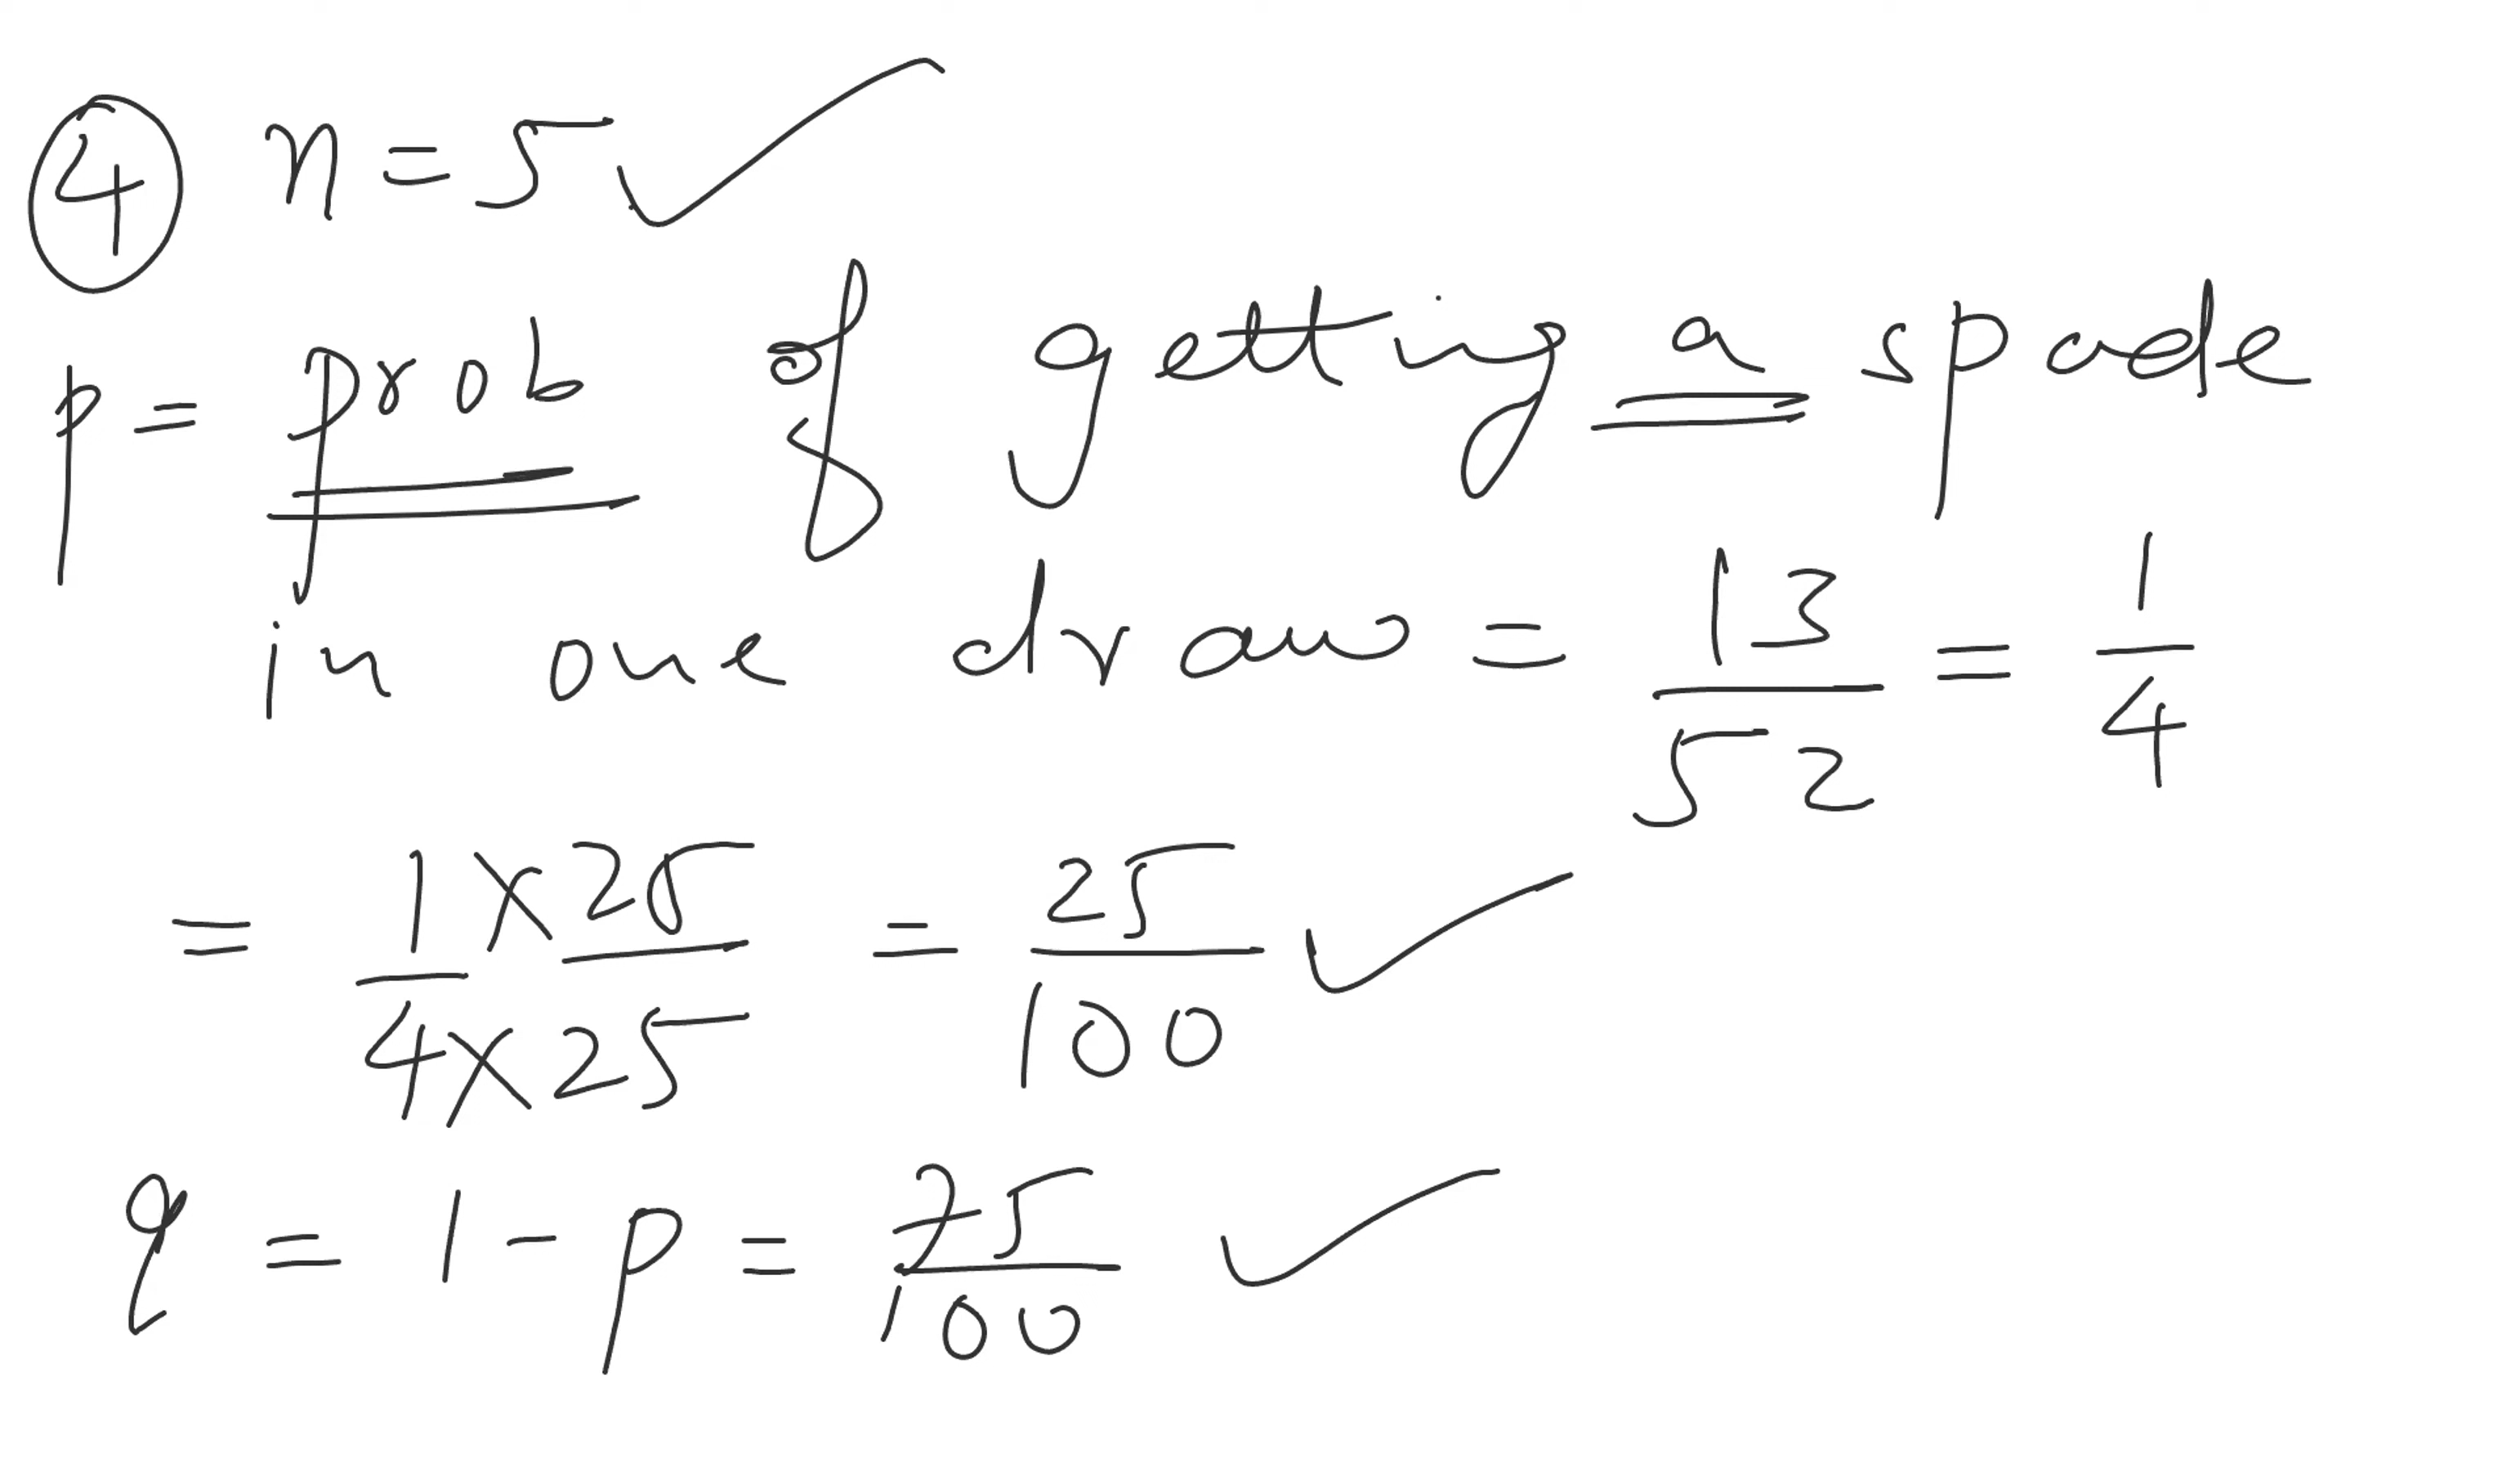 ④ n = 5 ✓
p = prob of getting a spade
in one draw = 13/52 = 1/4
= 1×25/4×25 = 25/100 ✓
q = 1 - p = 75/100 ✓